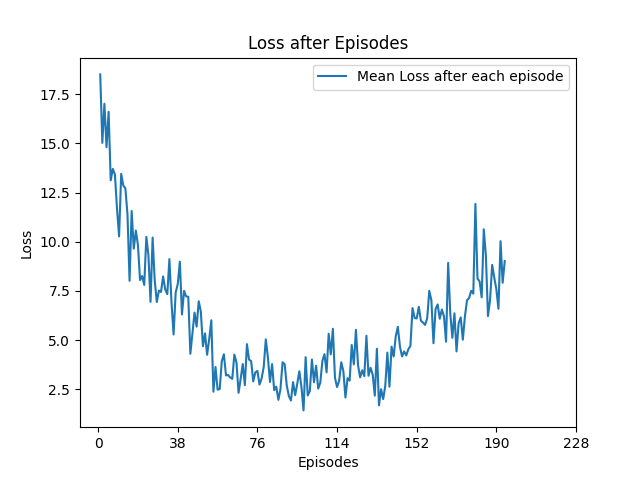 Loss after Episodes
Mean Loss after each episode
17.5
15.0
12.5
10.0
7.5
5.0
2.5
Loss
0 38 76 114 152 190 228
Episodes